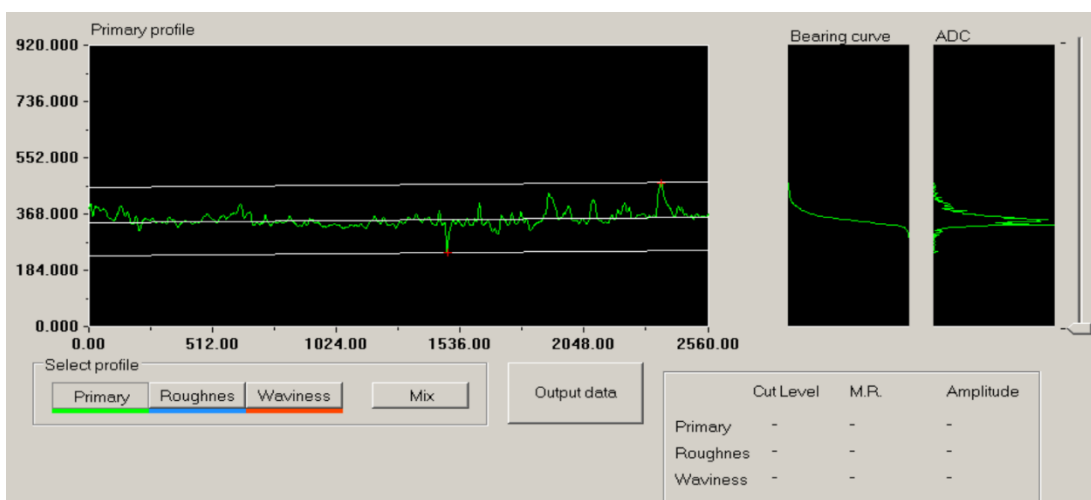 Primary profile
Bearing curve
ADC
920.000
736.000
552.000
368.000
184.000
0.000
0.00 512.00 1024.00 1536.00 2048.00 2560.00
Select profile
Primary Roughnes Waviness Mix
Output data
Cut Level M.R. Amplitude
Primary - - -
Roughnes - - -
Waviness - - -